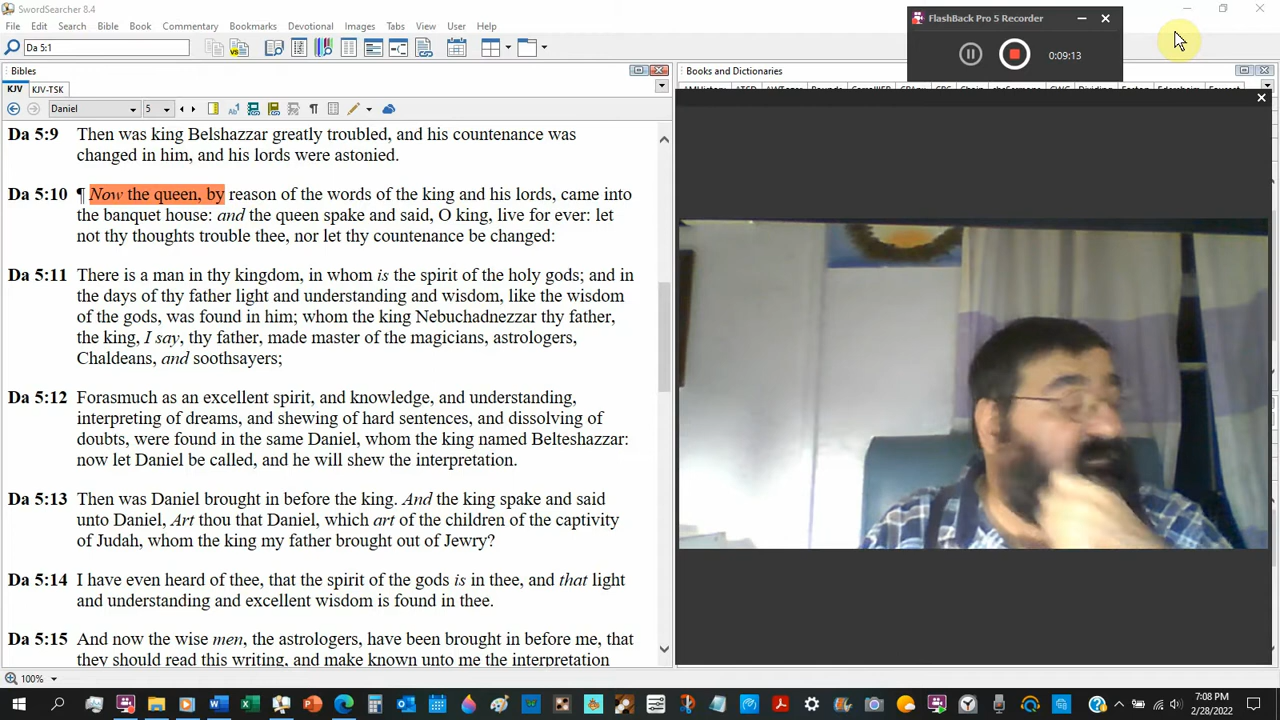 SwordSearcher 8.4
File Edit Search Bible Book Commentary Bookmarks Devotional Images Tabs View User Help
Da 5:1
FlashBack Pro 5 Recorder
0:09:13
Bibles
Books and Dictionaries
KJV KJV-TSK
Daniel 5
Da 5:9 Then was king Belshazzar greatly troubled, and his countenance was
changed in him, and his lords were astonied.
Da 5:10 ¶ Now the queen, by reason of the words of the king and his lords, came into
the banquet house: and the queen spake and said, O king, live for ever: let
not thy thoughts trouble thee, nor let thy countenance be changed:
Da 5:11 There is a man in thy kingdom, in whom is the spirit of the holy gods; and in
the days of thy father light and understanding and wisdom, like the wisdom
of the gods, was found in him; whom the king Nebuchadnezzar thy father,
the king, I say, thy father, made master of the magicians, astrologers,
Chaldeans, and soothsayers;
Da 5:12 Forasmuch as an excellent spirit, and knowledge, and understanding,
interpreting of dreams, and shewing of hard sentences, and dissolving of
doubts, were found in the same Daniel, whom the king named Belteshazzar:
now let Daniel be called, and he will shew the interpretation.
Da 5:13 Then was Daniel brought in before the king. And the king spake and said
unto Daniel, Art thou that Daniel, which art of the children of the captivity
of Judah, whom the king my father brought out of Jewry?
Da 5:14 I have even heard of thee, that the spirit of the gods is in thee, and that light
and understanding and excellent wisdom is found in thee.
Da 5:15 And now the wise men, the astrologers, have been brought in before me, that
they should read this writing, and make known unto me the interpretation
100%
7:08 PM
2/28/2022